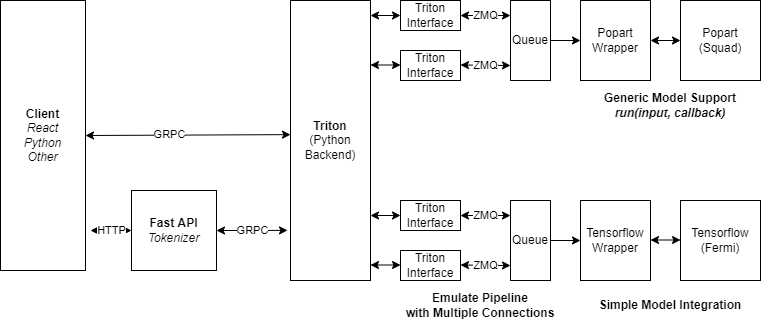 Client
React
Python
Other
GRPC
HTTP
Fast API
Tokenizer
GRPC
Triton
(Python
Backend)
Triton
Interface
ZMQ
Triton
Interface
ZMQ
Queue
Popart
Wrapper
Popart
(Squad)
Generic Model Support
run(input, callback)
Triton
Interface
ZMQ
Triton
Interface
ZMQ
Queue
Tensorflow
Wrapper
Tensorflow
(Fermi)
Emulate Pipeline
with Multiple Connections
Simple Model Integration